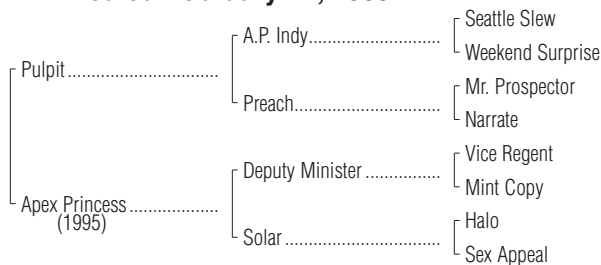 Seattle Slew
A.P. Indy
Weekend Surprise
Pulpit
Mr. Prospector
Preach
Narrate
Vice Regent
Deputy Minister
Mint Copy
Apex Princess
(1995)
Halo
Solar
Sex Appeal